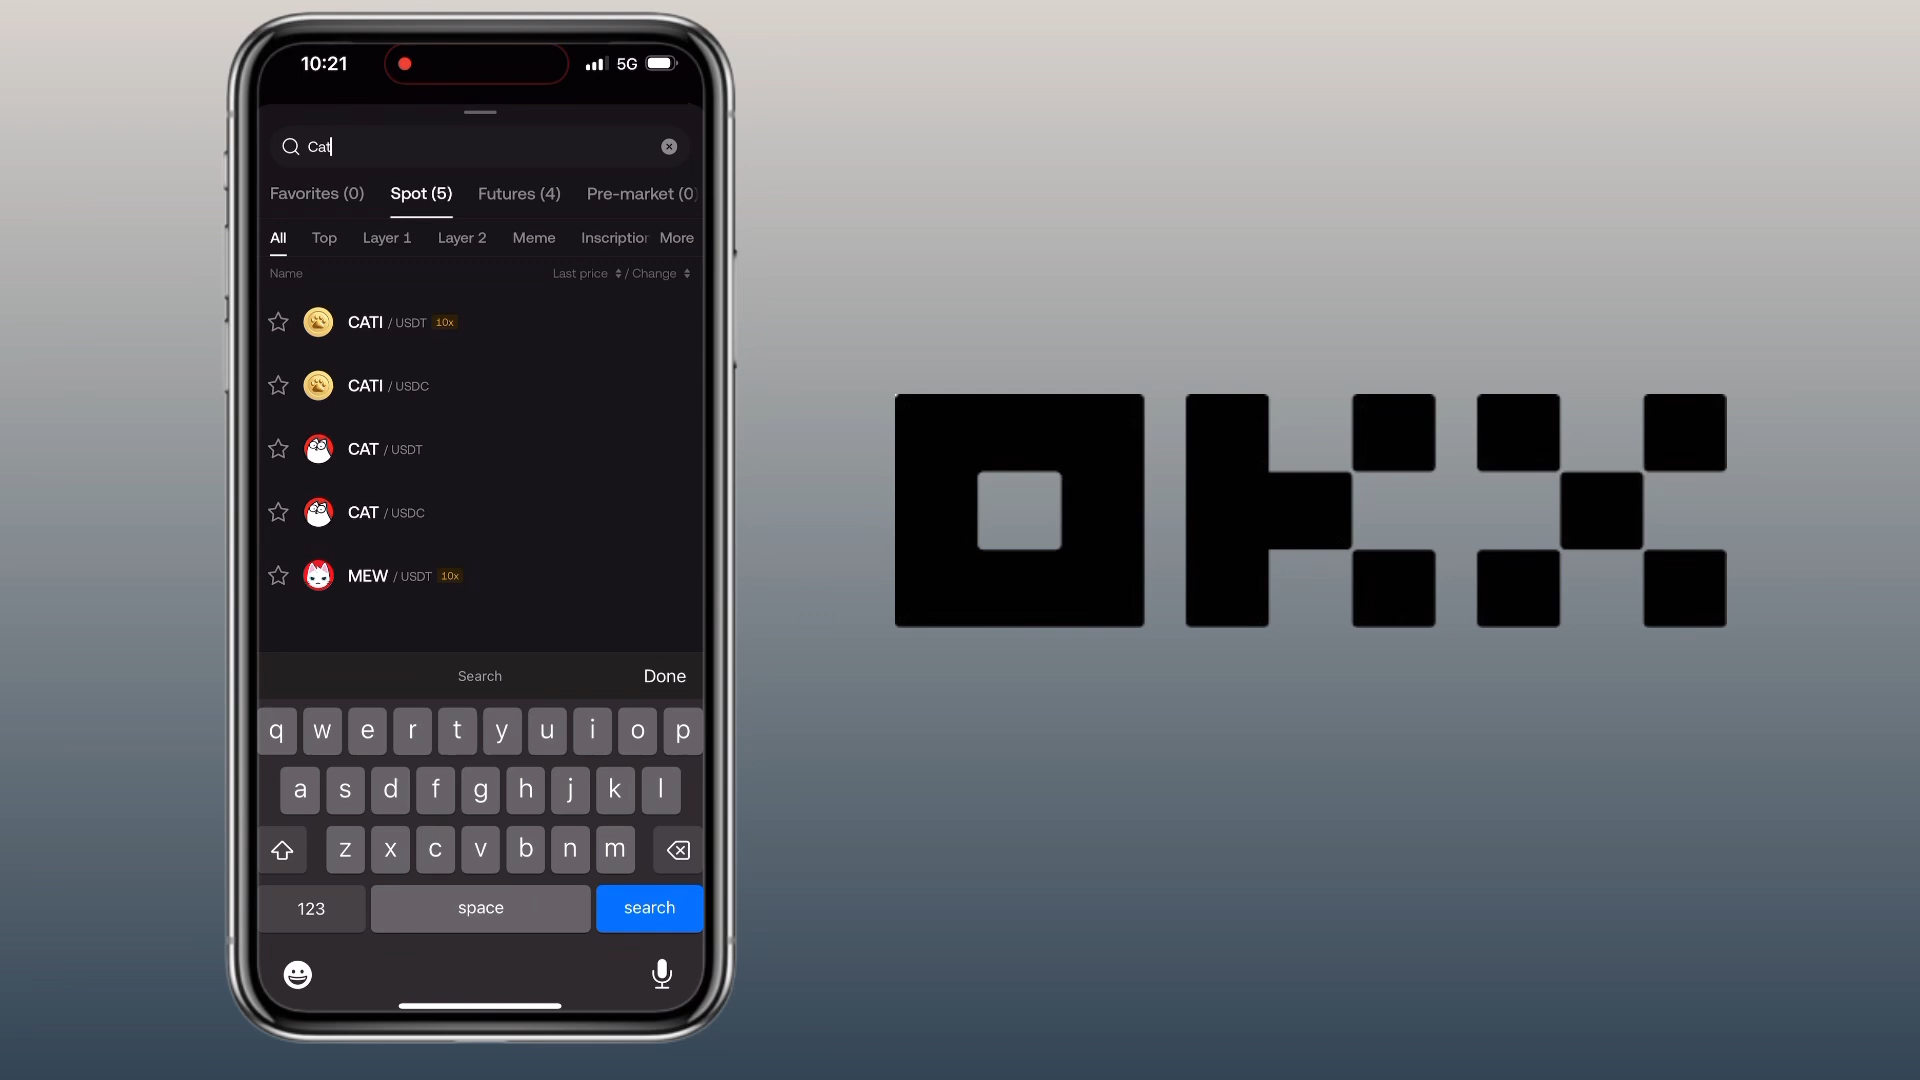 10:21 5G
Cat
Favorites (0) Spot (5) Futures (4) Pre-market (0)
All Top Layer 1 Layer 2 Meme Inscriptior More
Name Last price / Change
CATI / USDT 10x
CATI / USDC
CAT / USDT
CAT / USDC
MEW / USDT 10x
Search Done
q w e r t y u i o p
a s d f g h j k l
z x c v b n m
123 space search
OKX